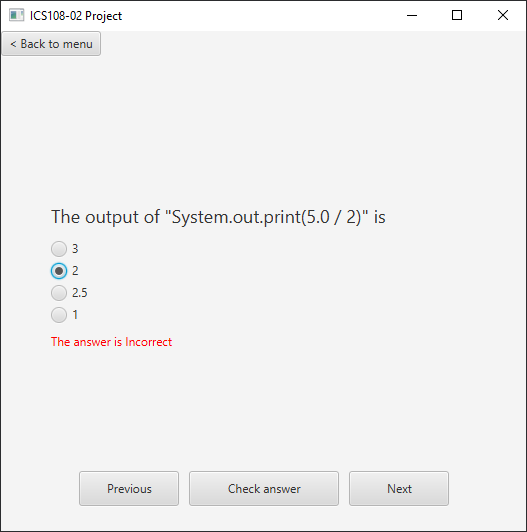 ICS108-02 Project
< Back to menu
The output of "System.out.print(5.0 / 2)" is
3
2
2.5
1
The answer is Incorrect
Previous Check answer Next